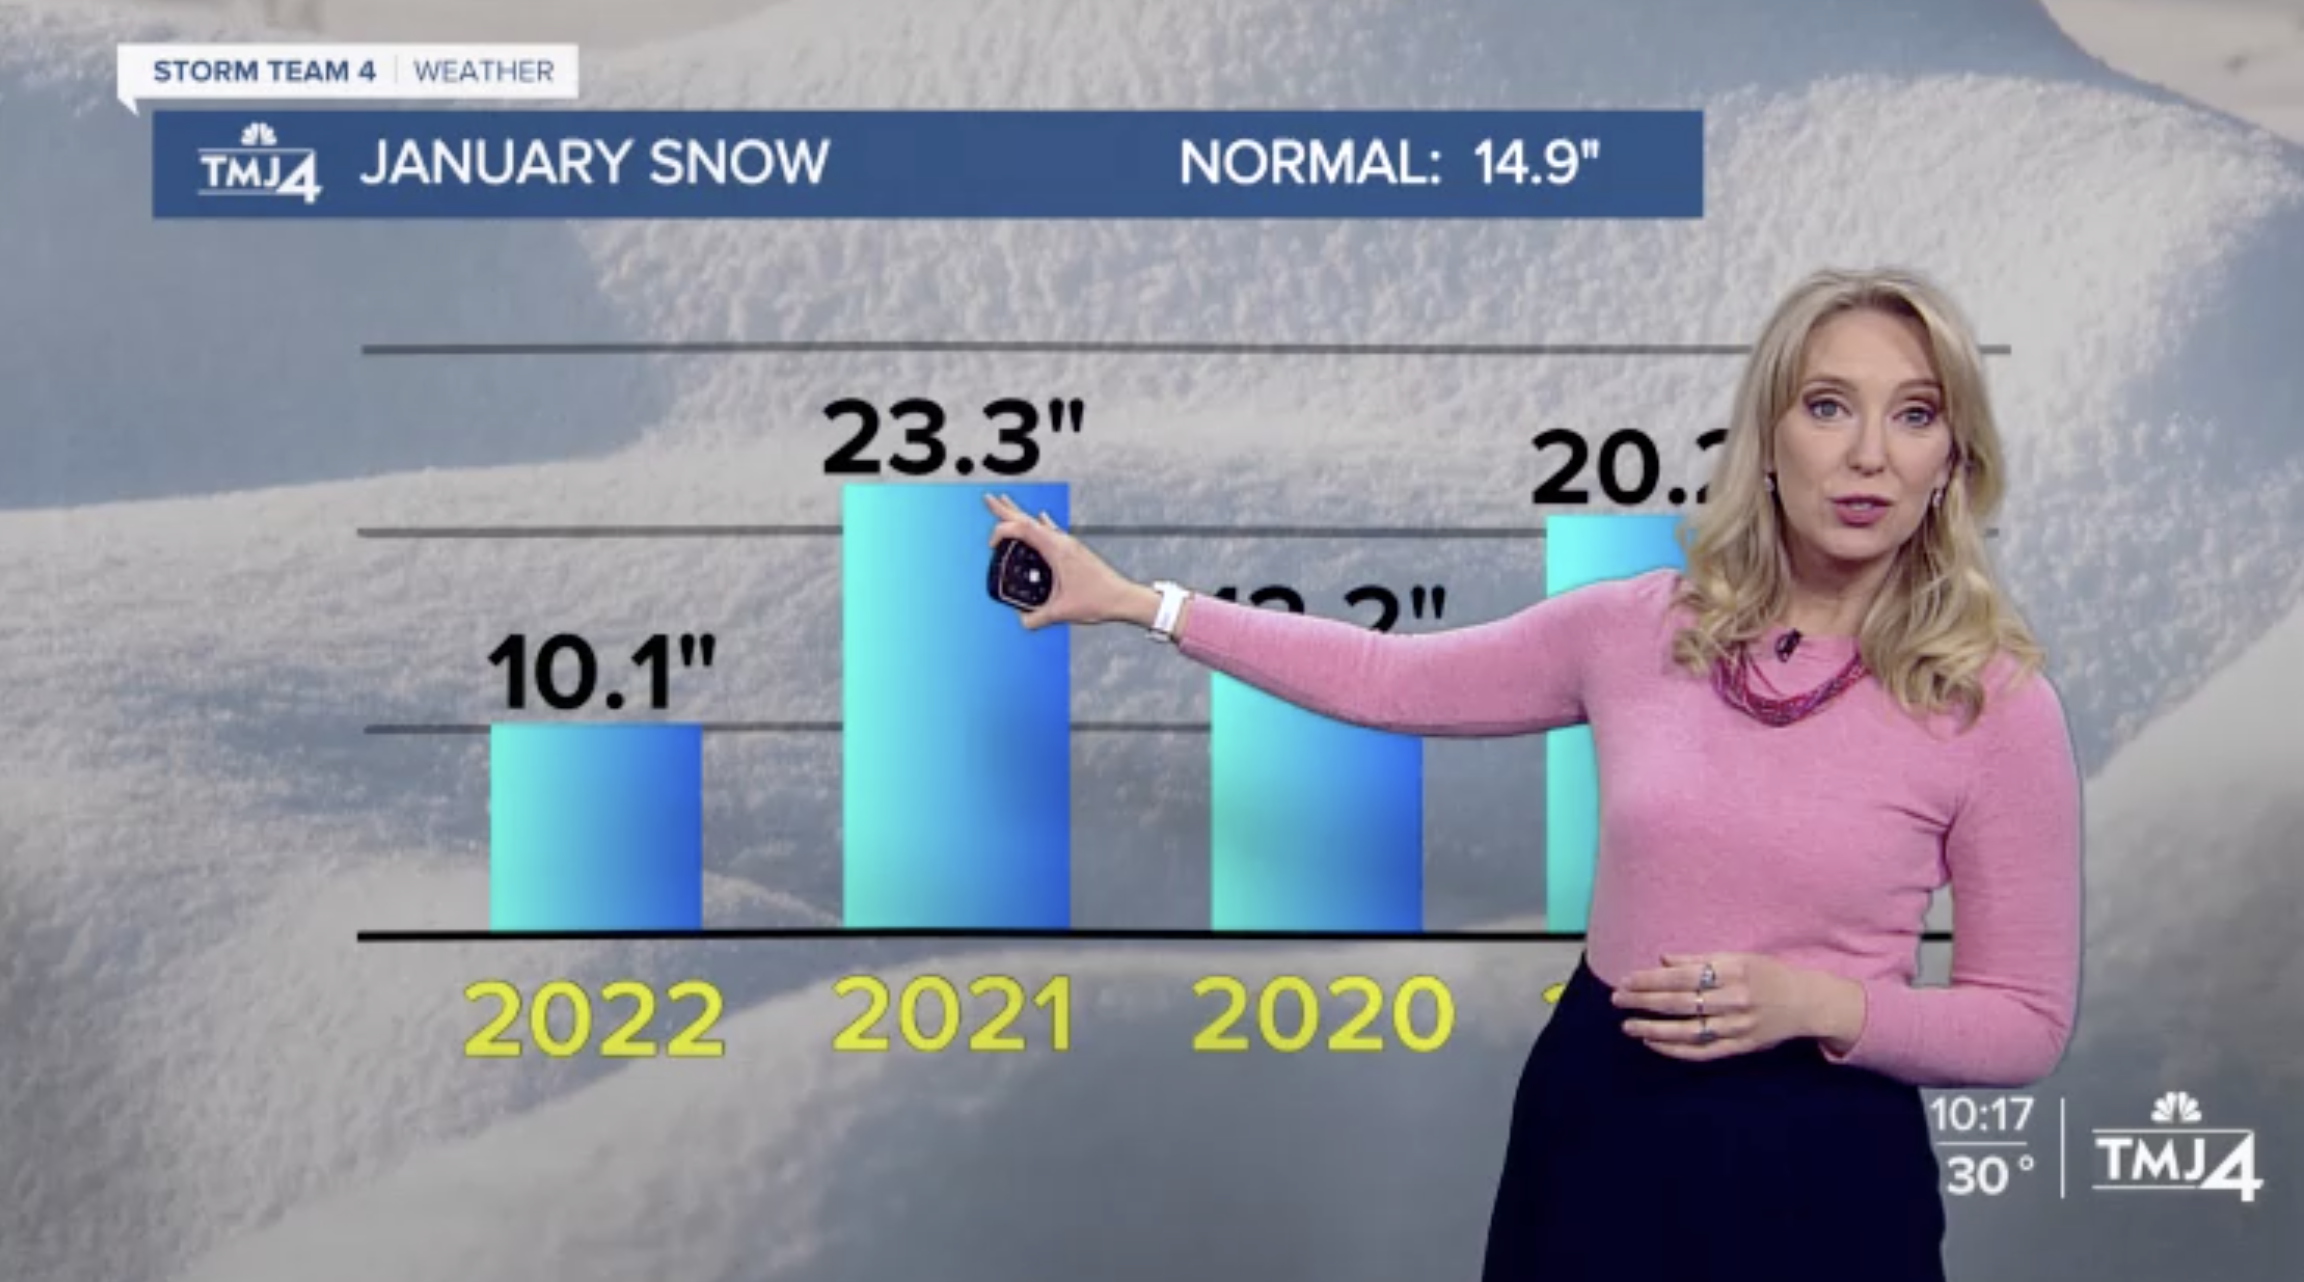 STORM TEAM 4 | WEATHER
TMJ4 JANUARY SNOW NORMAL: 14.9"
23.3"
10.1"
2022 2021 2020
10:17
30°
TMJ4